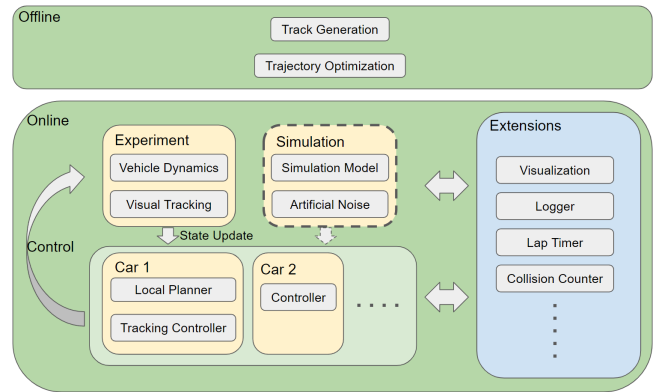 Offline
Track Generation
Trajectory Optimization
Online
Experiment
Vehicle Dynamics
Visual Tracking
Simulation
Simulation Model
Artificial Noise
Extensions
Visualization
Logger
Lap Timer
Collision Counter
State Update
Control
Car 1
Local Planner
Tracking Controller
Car 2
Controller